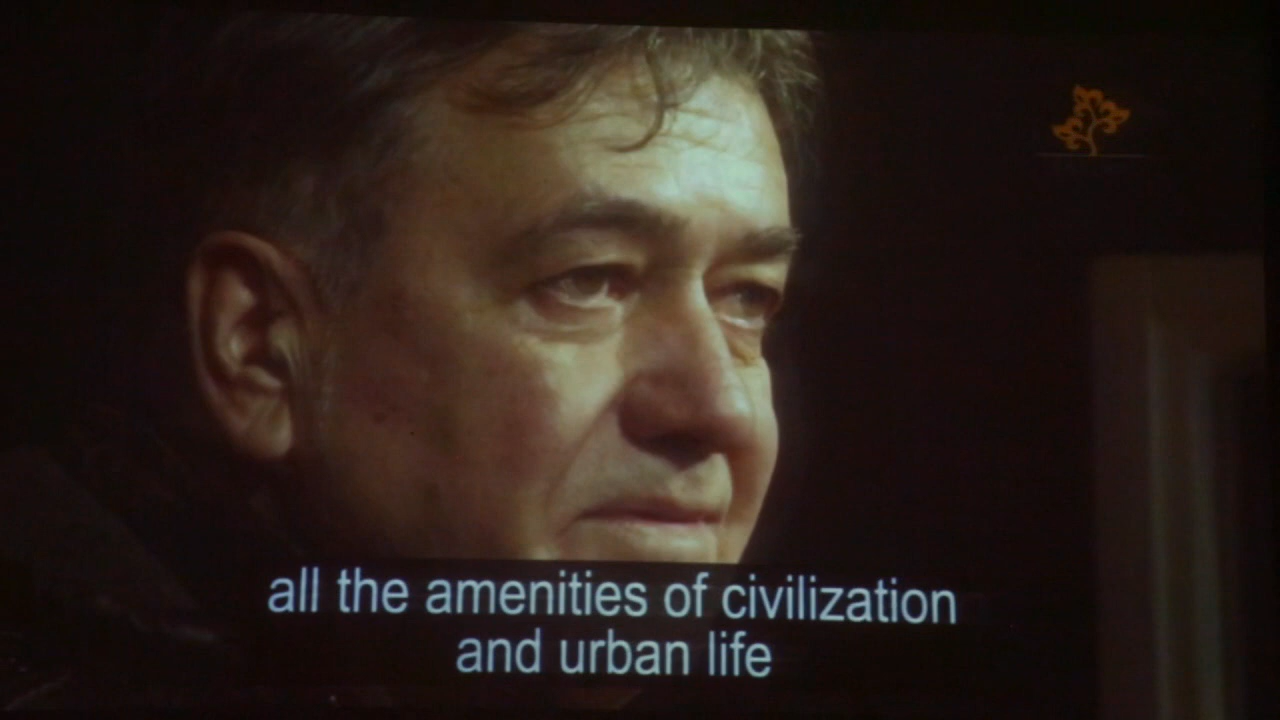 all the amenities of civilization
and urban life